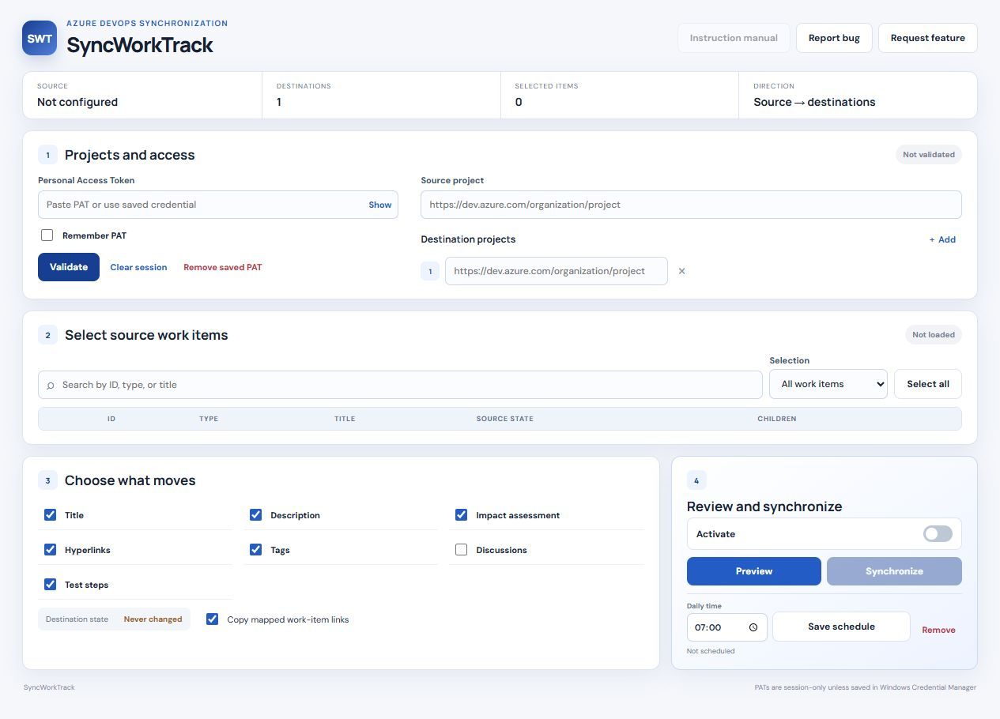 SWT
AZURE DEVOPS SYNCHRONIZATION
SyncWorkTrack
Instruction manual
Report bug
Request feature
SOURCE
Not configured
DESTINATIONS
1
SELECTED ITEMS
0
DIRECTION
Source → destinations
1 Projects and access
Not validated
Personal Access Token
Paste PAT or use saved credential Show
Remember PAT
Validate Clear session Remove saved PAT
Source project
https://dev.azure.com/organization/project
Destination projects + Add
1 https://dev.azure.com/organization/project ×
2 Select source work items
Not loaded
Selection
Search by ID, type, or title
All work items
Select all
ID TYPE TITLE SOURCE STATE CHILDREN
3 Choose what moves
Title Description Impact assessment
Hyperlinks Tags Discussions
Test steps
Destination state Never changed Copy mapped work-item links
4
Review and synchronize
Activate
Preview Synchronize
Daily time
07:00 Save schedule Remove
Not scheduled
SyncWorkTrack
PATs are session-only unless saved in Windows Credential Manager